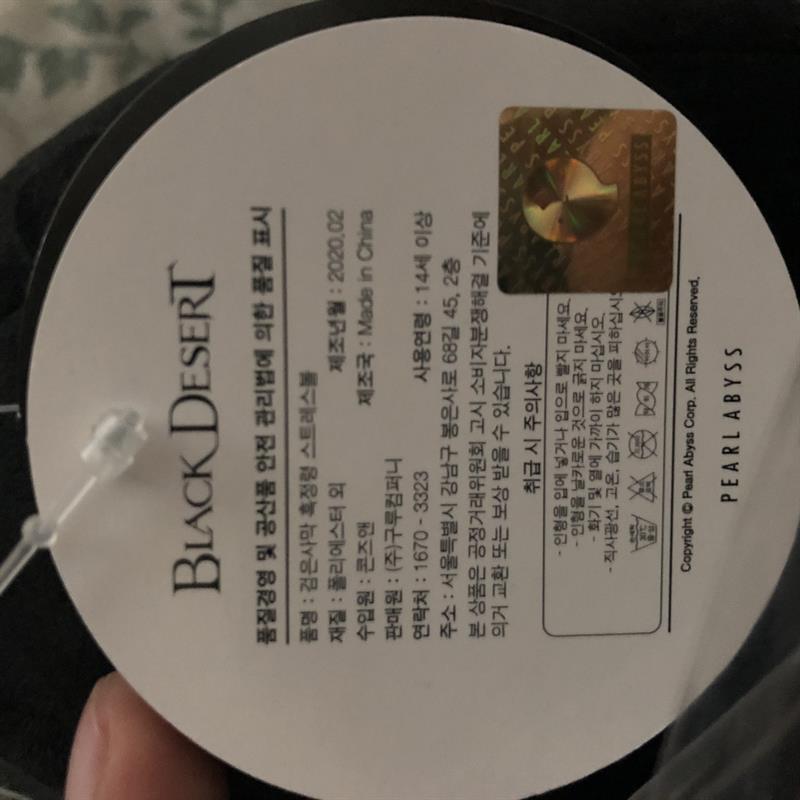 BLACK DESERT
품질경영 및 공산품 안전 관리법에 의한 품질 표시
품명 : 검은사막 흑정령 스트레스볼
재질 : 폴리에스터 외 제조년월 : 2020.02
수입원 : 콘즈앤 제조국 : Made in China
판매원 : (주)구루컴퍼니
연락처 : 1670 - 3323 사용연령 : 14세 이상
주소 : 서울특별시 강남구 봉은사로 68길 45, 2층
본 상품은 공정거래위원회 고시 소비자분쟁해결 기준에
의거 교환 또는 보상 받을 수 있습니다.
취급 시 주의사항
- 인형을 입에 넣거나 입으로 빨지 마세요.
- 인형을 날카로운 것으로 긁지 마세요.
- 화기 및 열에 가까이 하지 마십시오.
- 직사광선, 고온, 습기가 많은 곳을 피하십시오
Copyright © Pearl Abyss Corp. All Rights Reserved.
PEARL ABYSS
PEARL ABYSS